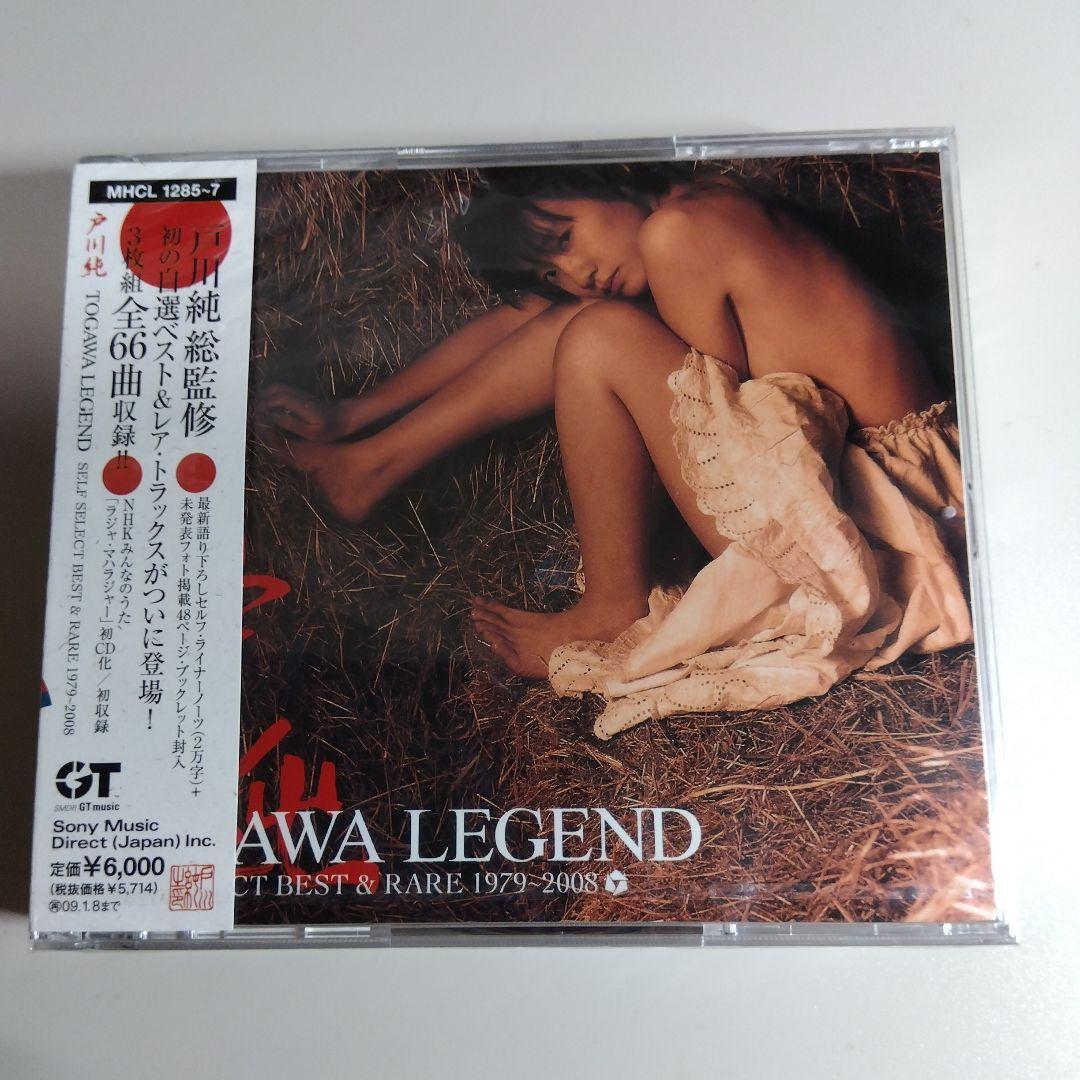 MHCL 1285~7
戸川純 総監修
初の自選ベスト&レア・トラックスがついに登場!
3枚組 全66曲収録!!
戸川純 TOGAWA LEGEND SELF SELECT BEST & RARE 1979~2008
最新語り下ろしセルフ・ライナーノーツ(2万字)+
未発表フォト掲載48ページ・ブックレット封入
NHKみんなのうた、
「ラジャ・マハラジャー」初CD化/初収録
GT
SMDR GT music
Sony Music
Direct (Japan) Inc.
定価¥6,000
(税抜価格¥5,714)
09.1.8まで
AWA LEGEND
CT BEST & RARE 1979~2008